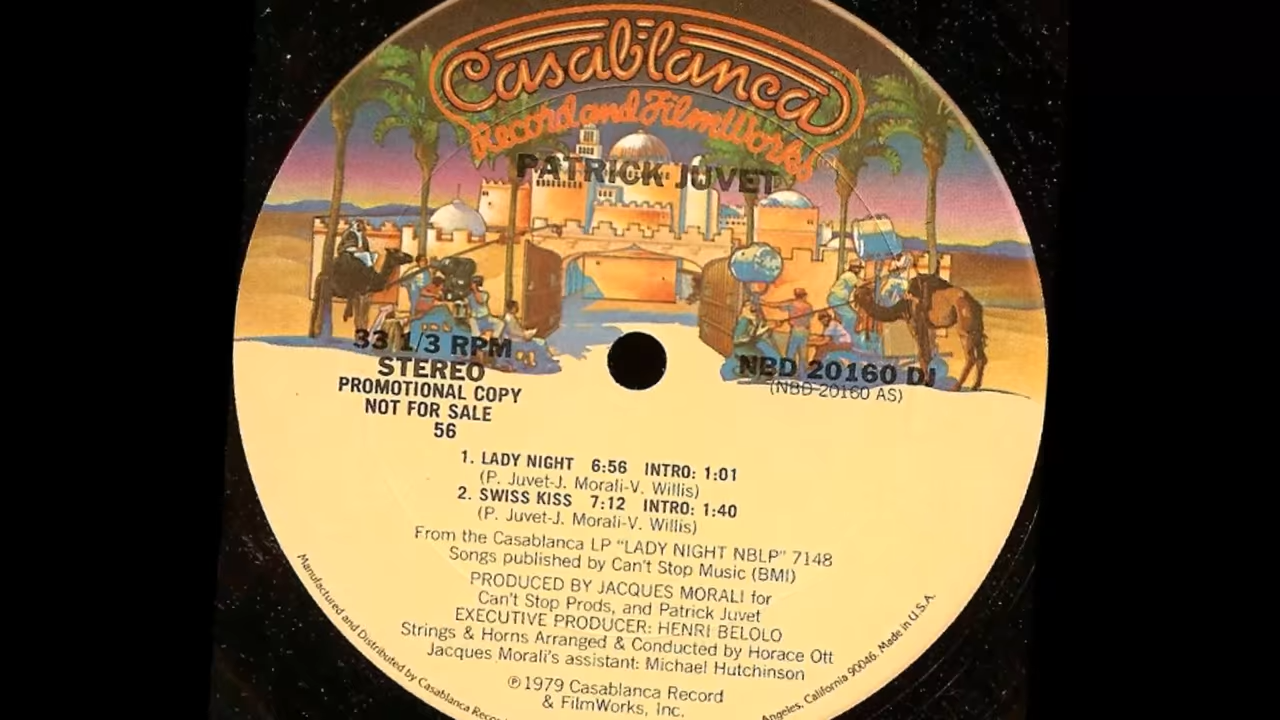 Casablanca
Record and FilmWorks
PATRICK JUVET
33 1/3 RPM
STEREO
PROMOTIONAL COPY
NOT FOR SALE
56
NBD 20160 DJ
(NBD 20160 AS)
1. LADY NIGHT 6:56 INTRO: 1:01
(P. Juvet-J. Morali-V. Willis)
2. SWISS KISS 7:12 INTRO: 1:40
(P. Juvet-J. Morali-V. Willis)
From the Casablanca LP "LADY NIGHT NBLP" 7148
Songs published by Can't Stop Music (BMI)
PRODUCED BY JACQUES MORALI for
Can't Stop Prods, and Patrick Juvet
EXECUTIVE PRODUCER: HENRI BELOLO
Strings & Horns Arranged & Conducted by Horace Ott
Jacques Morali's assistant: Michael Hutchinson
℗1979 Casablanca Record
& FilmWorks, Inc.
Manufactured and Distributed by Casablanca Angeles, California 90046. Made in U.S.A.